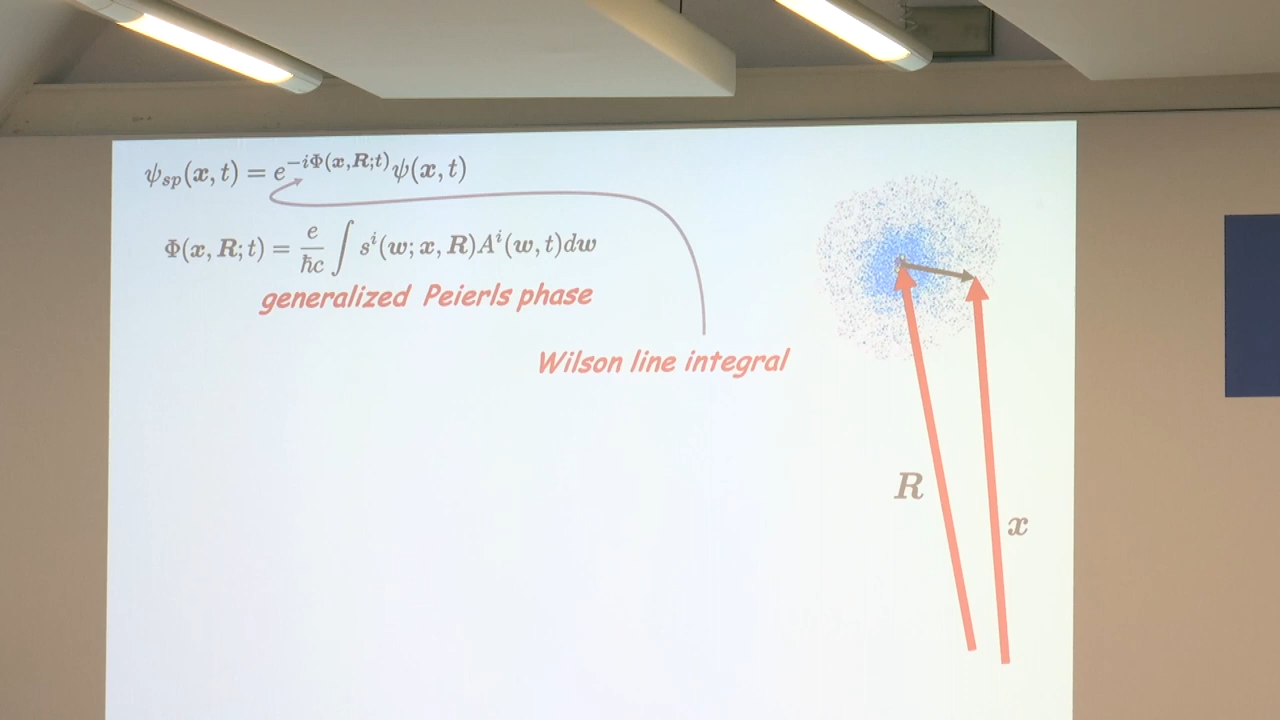 ψ_sp(x, t) = e^{-iΦ(x,R;t)} ψ(x, t)
Φ(x, R; t) = e/ħc ∫ s^i(w; x, R) A^i(w, t) dw
generalized Peierls phase
Wilson line integral
R
x